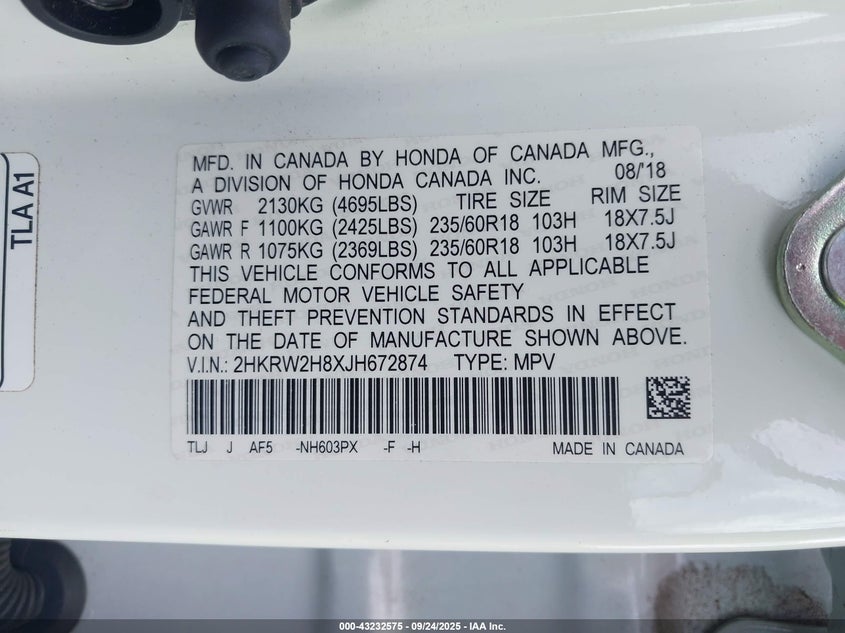 TLA A1
MFD. IN CANADA BY HONDA OF CANADA MFG.,
A DIVISION OF HONDA CANADA INC. 08/'18
GVWR 2130KG (4695LBS) TIRE SIZE RIM SIZE
GAWR F 1100KG (2425LBS) 235/60R18 103H 18X7.5J
GAWR R 1075KG (2369LBS) 235/60R18 103H 18X7.5J
THIS VEHICLE CONFORMS TO ALL APPLICABLE
FEDERAL MOTOR VEHICLE SAFETY
AND THEFT PREVENTION STANDARDS IN EFFECT
ON THE DATE OF MANUFACTURE SHOWN ABOVE.
V.I.N.: 2HKRW2H8XJH672874 TYPE: MPV
TLJ J AF5 -NH603PX -F -H MADE IN CANADA
000-43232575 - 09/24/2025 - IAA Inc.